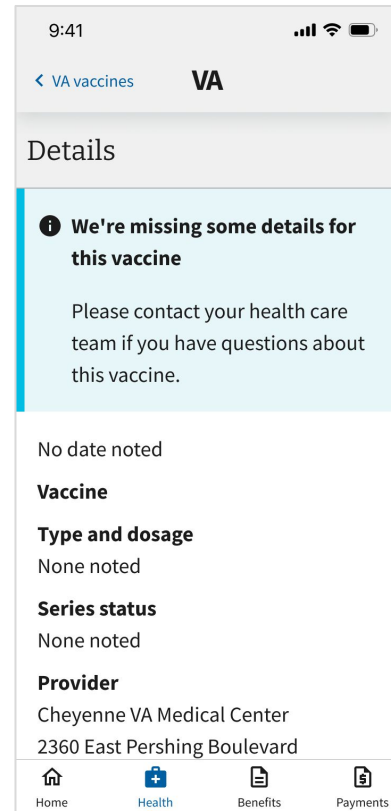 9:41
VA vaccines
VA
Details
We're missing some details for
this vaccine
Please contact your health care
team if you have questions about
this vaccine.
No date noted
Vaccine
Type and dosage
None noted
Series status
None noted
Provider
Cheyenne VA Medical Center
2360 East Pershing Boulevard
Home
Health
Benefits
Payments